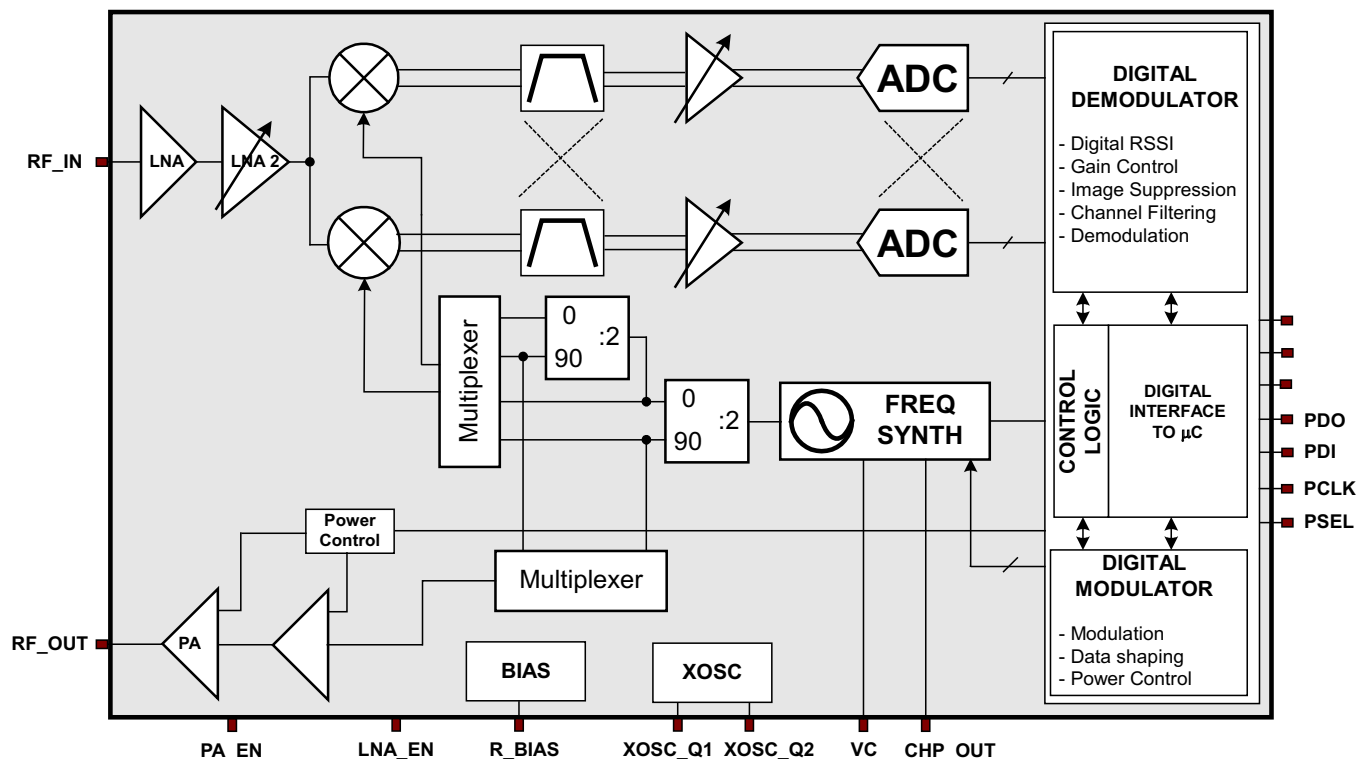 ADC
DIGITAL
DEMODULATOR
- Digital RSSI
- Gain Control
- Image Suppression
- Channel Filtering
- Demodulation
RF_IN
LNA
LNA 2
ADC
Multiplexer
0
:2
90
0
:2
90
FREQ
SYNTH
CONTROL
LOGIC
DIGITAL
INTERFACE
TO µC
PDO
PDI
PCLK
PSEL
Power
Control
Multiplexer
DIGITAL
MODULATOR
- Modulation
- Data shaping
- Power Control
RF_OUT
PA
BIAS
XOSC
PA_EN
LNA_EN
R_BIAS
XOSC_Q1
XOSC_Q2
VC
CHP_OUT